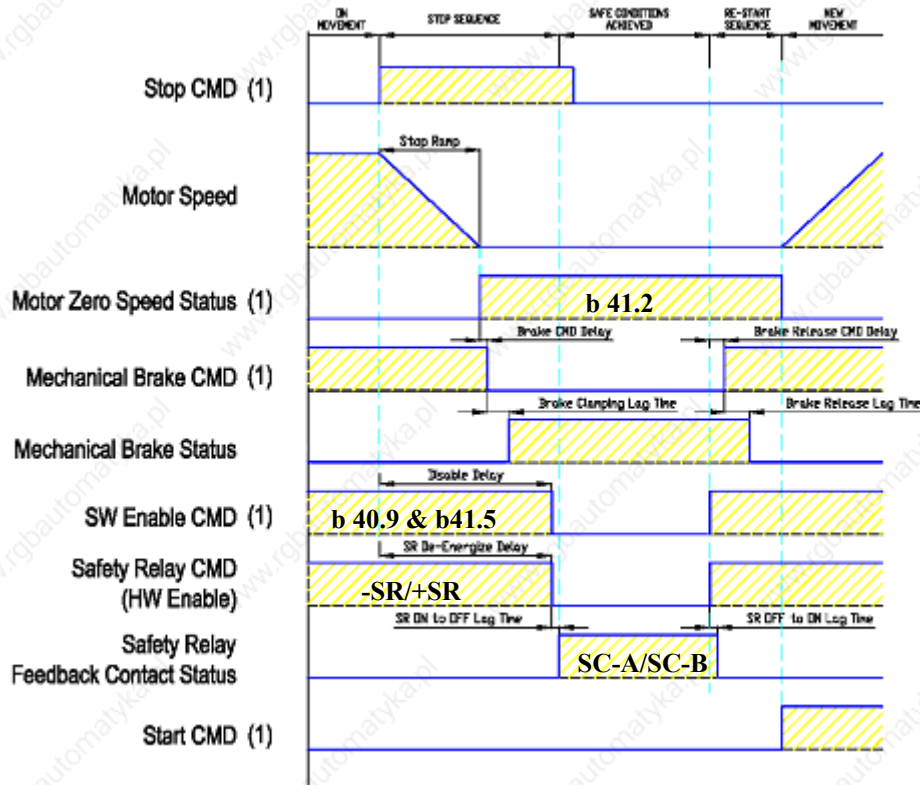 ON MOVEMENT
STOP SEQUENCE
SAFE CONDITIONS ACHIEVED
RE-START SEQUENCE
NEW MOVEMENT
Stop CMD (1)
Stop Ramp
Motor Speed
Motor Zero Speed Status (1)
b 41.2
Brake CMD Delay
Brake Release CMD Delay
Mechanical Brake CMD (1)
Brake Clamping Lag Time
Brake Release Lag Time
Mechanical Brake Status
Disable Delay
SW Enable CMD (1)
b 40.9 & b41.5
SR De-Energize Delay
Safety Relay CMD
(HW Enable)
-SR/+SR
SR ON to OFF Lag Time
SR OFF to ON Lag Time
Safety Relay
Feedback Contact Status
SC-A/SC-B
Start CMD (1)
www.rgbautomatyka.pl